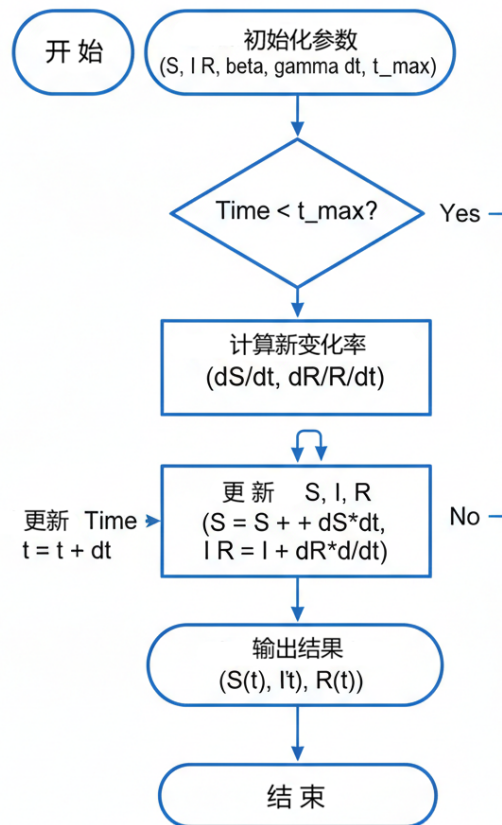 开 始
初始化参数
(S, I R, beta, gamma dt, t_max)
Time < t_max?
Yes
计算新变化率
(dS/dt, dR/R/dt)
更新 Time
t = t + dt
更 新 S, I, R
(S = S + + dS*dt,
I R = I + dR*d/dt)
No
输出结果
(S(t), I't), R(t))
结 束